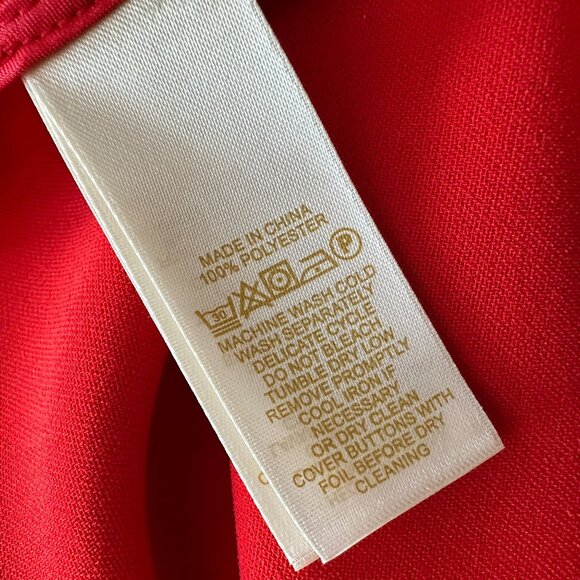 MADE IN CHINA
100% POLYESTER
30 P
MACHINE WASH COLD
WASH SEPARATELY
DELICATE CYCLE
DO NOT BLEACH
TUMBLE DRY LOW
REMOVE PROMPTLY
COOL IRON IF
NECESSARY
OR DRY CLEAN
COVER BUTTONS WITH
FOIL BEFORE DRY
CLEANING